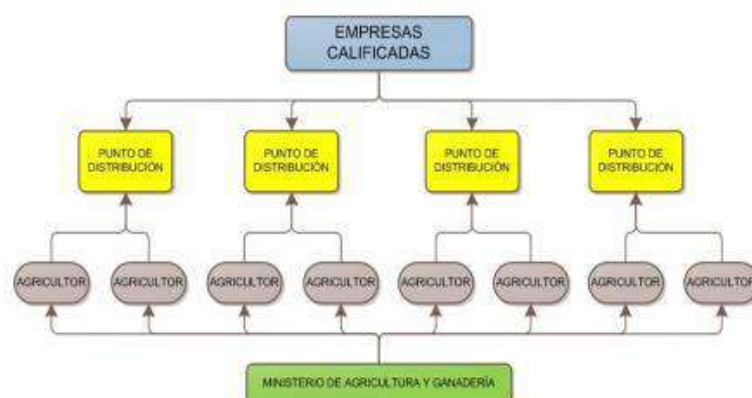 EMPRESAS
CALIFICADAS
PUNTO DE
DISTRIBUCIÓN
PUNTO DE
DISTRIBUCIÓN
PUNTO DE
DISTRIBUCIÓN
PUNTO DE
DISTRIBUCIÓN
AGRICULTOR
AGRICULTOR
AGRICULTOR
AGRICULTOR
AGRICULTOR
AGRICULTOR
AGRICULTOR
AGRICULTOR
MINISTERIO DE AGRICULTURA Y GANADERÍA